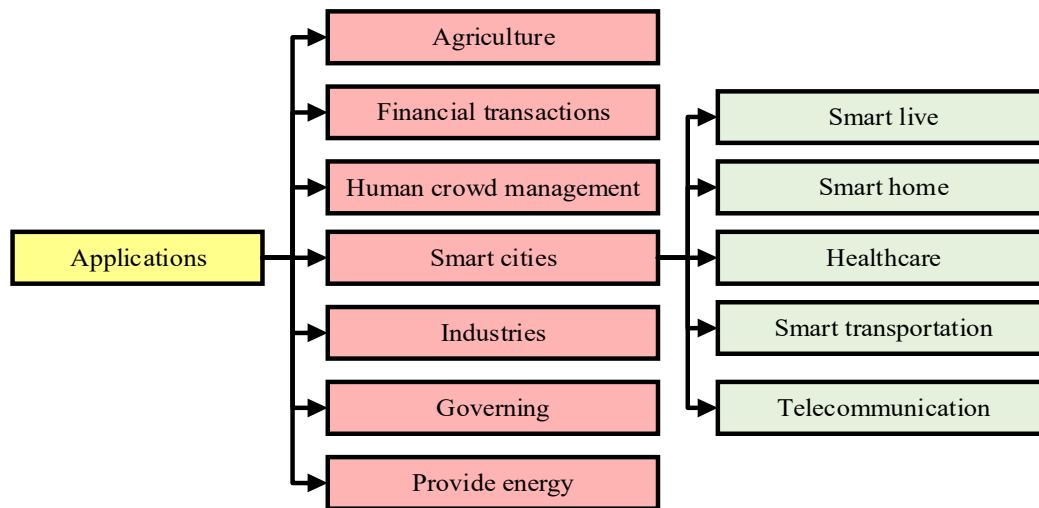 Applications
Agriculture
Financial transactions
Human crowd management
Smart cities
Industries
Governing
Provide energy
Smart live
Smart home
Healthcare
Smart transportation
Telecommunication